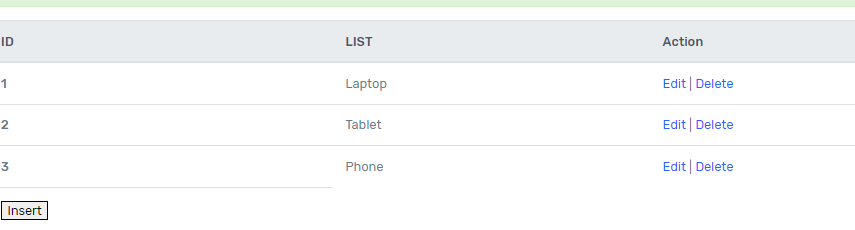 ID LIST Action
1 Laptop Edit | Delete
2 Tablet Edit | Delete
3 Phone Edit | Delete
Insert